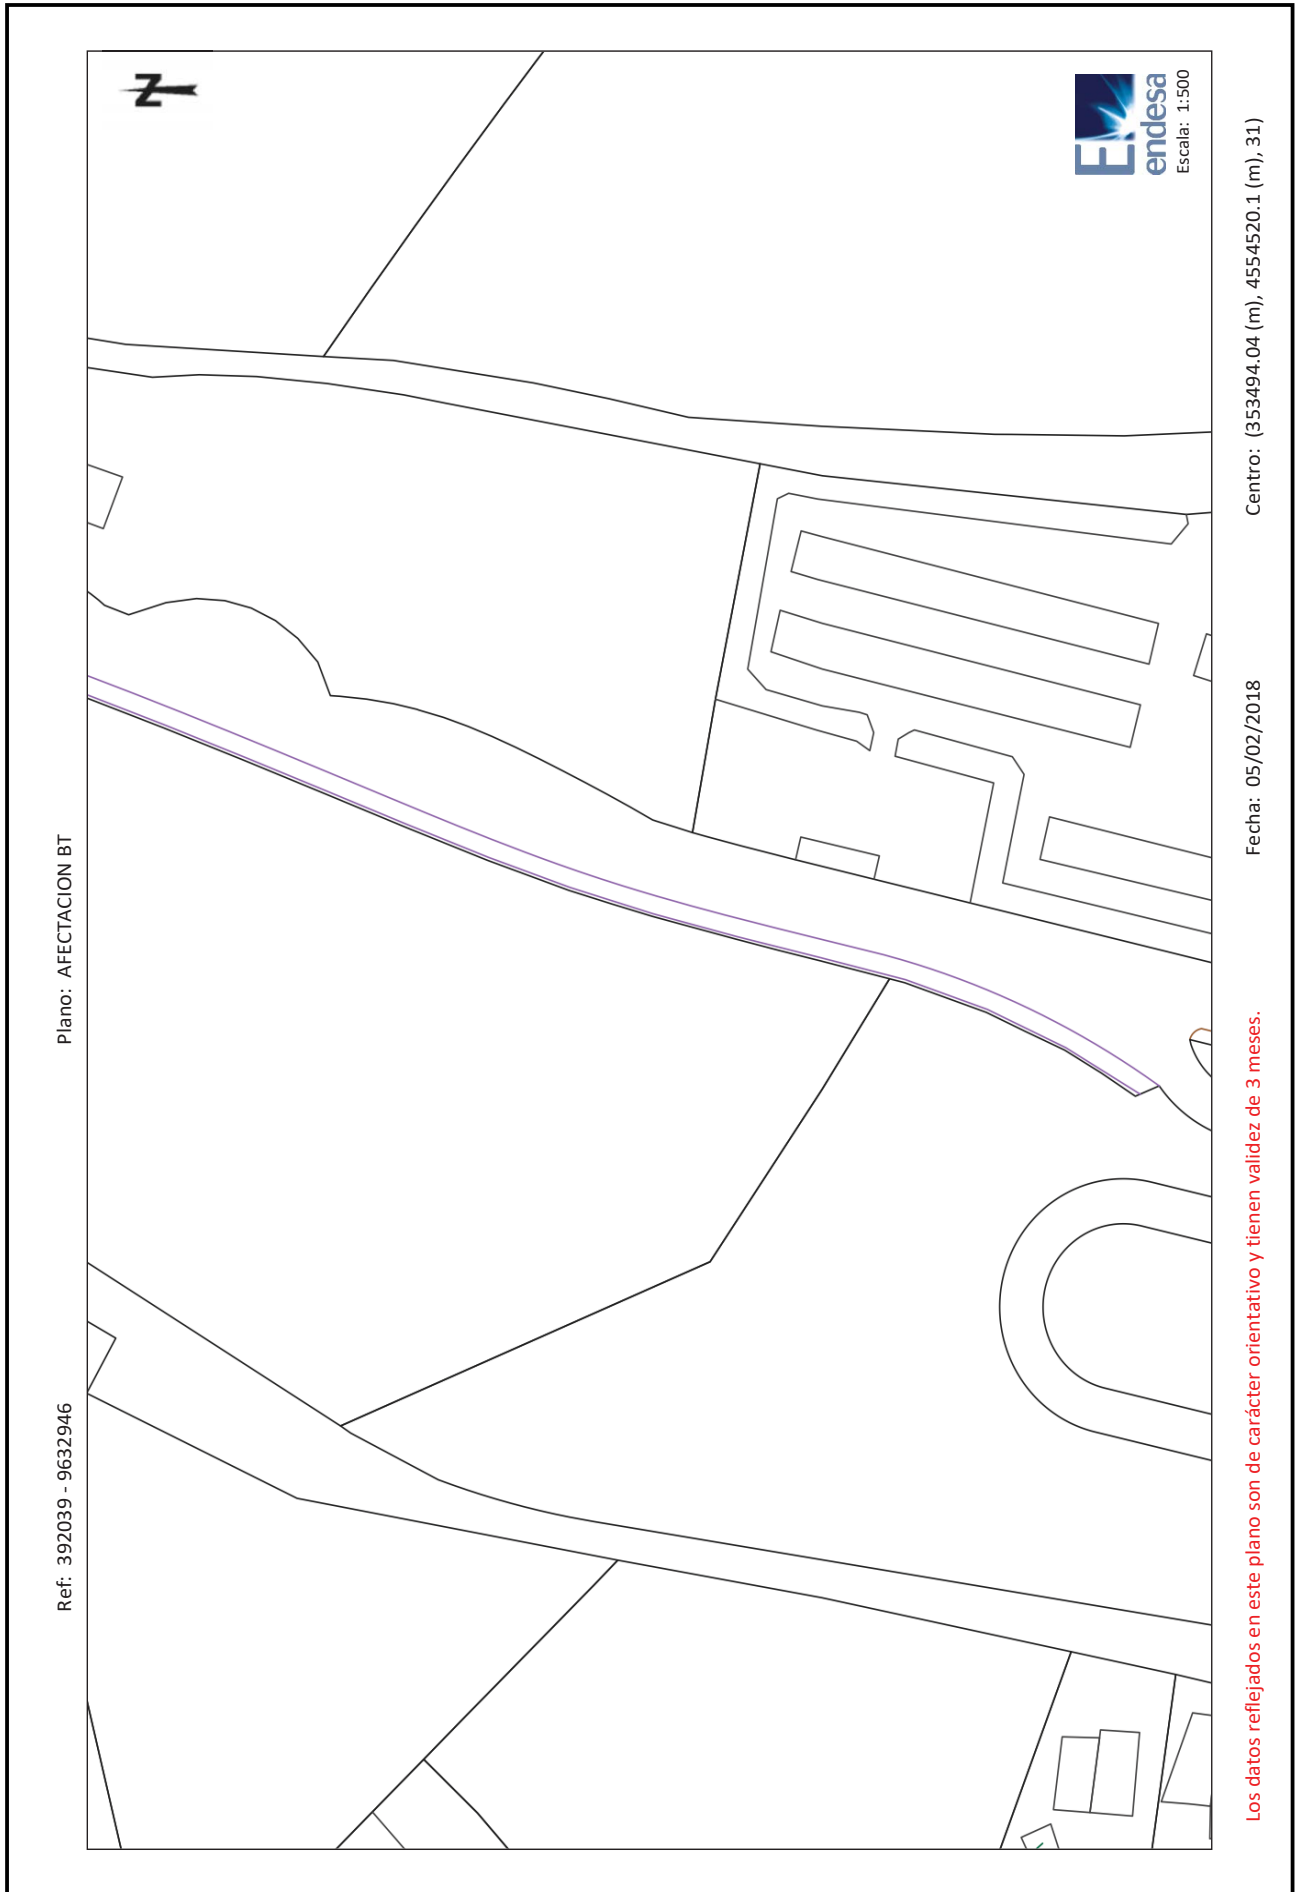 Ref: 392039 - 9632946
Plano: AFECTACION BT
N
endesa
Escala: 1:500
Los datos reflejados en este plano son de carácter orientativo y tienen validez de 3 meses.
Fecha: 05/02/2018
Centro: (353494.04 (m), 4554520.1 (m), 31)